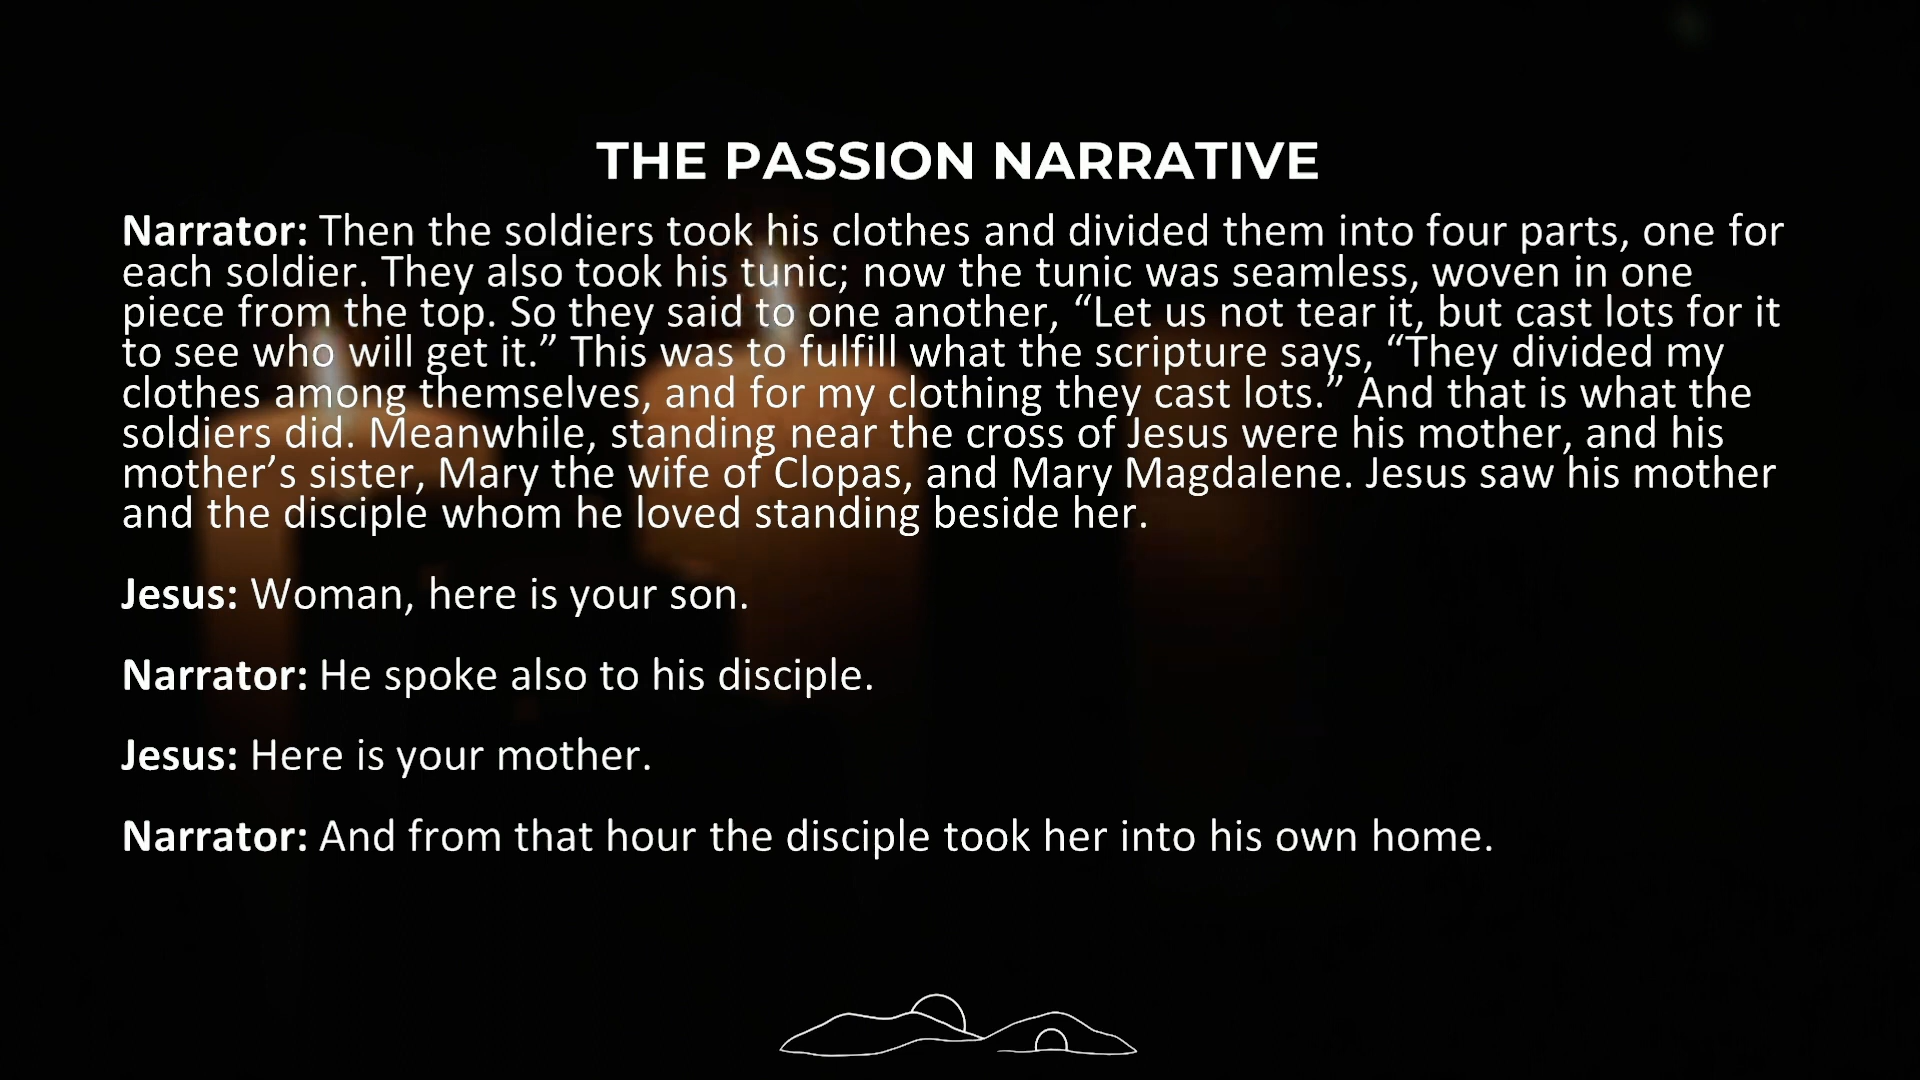 THE PASSION NARRATIVE
Narrator: Then the soldiers took his clothes and divided them into four parts, one for
each soldier. They also took his tunic; now the tunic was seamless, woven in one
piece from the top. So they said to one another, “Let us not tear it, but cast lots for it
to see who will get it.” This was to fulfill what the scripture says, “They divided my
clothes among themselves, and for my clothing they cast lots.” And that is what the
soldiers did. Meanwhile, standing near the cross of Jesus were his mother, and his
mother’s sister, Mary the wife of Clopas, and Mary Magdalene. Jesus saw his mother
and the disciple whom he loved standing beside her.
Jesus: Woman, here is your son.
Narrator: He spoke also to his disciple.
Jesus: Here is your mother.
Narrator: And from that hour the disciple took her into his own home.